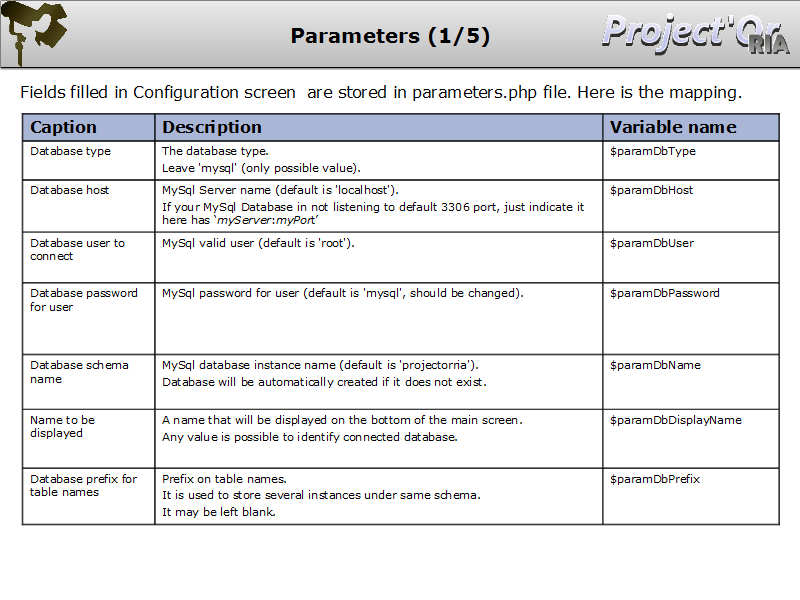 Parameters (1/5)
Project'Or
RIA
Fields filled in Configuration screen  are stored in parameters.php file. Here is the mapping.
Caption
Description
Variable name
Database type
The database type.
Leave 'mysql' (only possible value).
$paramDbType
Database host
MySql Server name (default is 'localhost').
If your MySql Database in not listening to default 3306 port, just indicate it
here has ‘myServer:myPort’
$paramDbHost
Database user to
connect
MySql valid user (default is 'root').
$paramDbUser
Database password
for user
MySql password for user (default is 'mysql', should be changed).
$paramDbPassword
Database schema
name
MySql database instance name (default is 'projectorria').
Database will be automatically created if it does not exist.
$paramDbName
Name to be
displayed
A name that will be displayed on the bottom of the main screen.
Any value is possible to identify connected database.
$paramDbDisplayName
Database prefix for
table names
Prefix on table names.
It is used to store several instances under same schema.
It may be left blank.
$paramDbPrefix